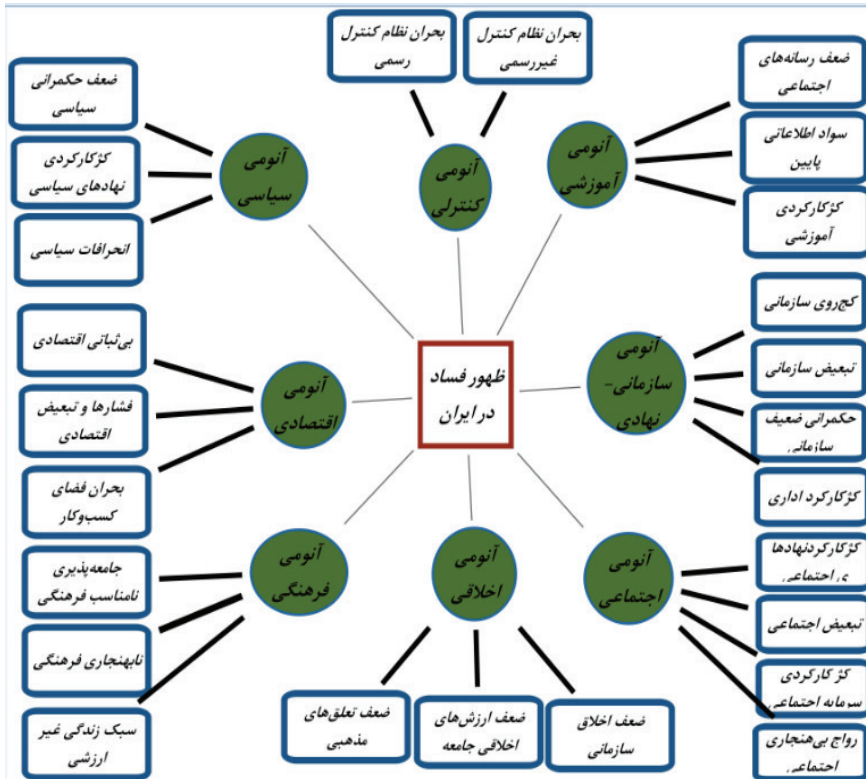 بحران نظام کنترل
غیررسمی
بحران نظام کنترل
رسمی
آنومی
کنترلی
ضعف رسانه‌های
اجتماعی
سواد اطلاعاتی
پایین
کژکارکردی
آموزشی
آنومی
آموزشی
ضعف حکمرانی
سیاسی
کژکارکردی
نهادهای سیاسی
انحرافات سیاسی
آنومی
سیاسی
کج‌روی سازمانی
تبعیض سازمانی
حکمرانی ضعیف
سازمانی
کژکارکرد اداری
آنومی
سازمانی-
نهادی
ظهور فساد
در ایران
آنومی
اقتصادی
بی‌ثباتی اقتصادی
فشارها و تبعیض
اقتصادی
بحران فضای
کسب‌وکار
کژکارکردنهادها
ی اجتماعی
تبعیض اجتماعی
کژ کارکردی
سرمایه اجتماعی
رواج بی‌هنجاری
اجتماعی
آنومی
اجتماعی
آنومی
اخلاقی
ضعف اخلاق
سازمانی
ضعف ارزش‌های
اخلاقی جامعه
ضعف تعلق‌های
مذهبی
آنومی
فرهنگی
جامعه‌پذیری
نامناسب فرهنگی
نابهنجاری فرهنگی
سبک زندگی غیر
ارزشی